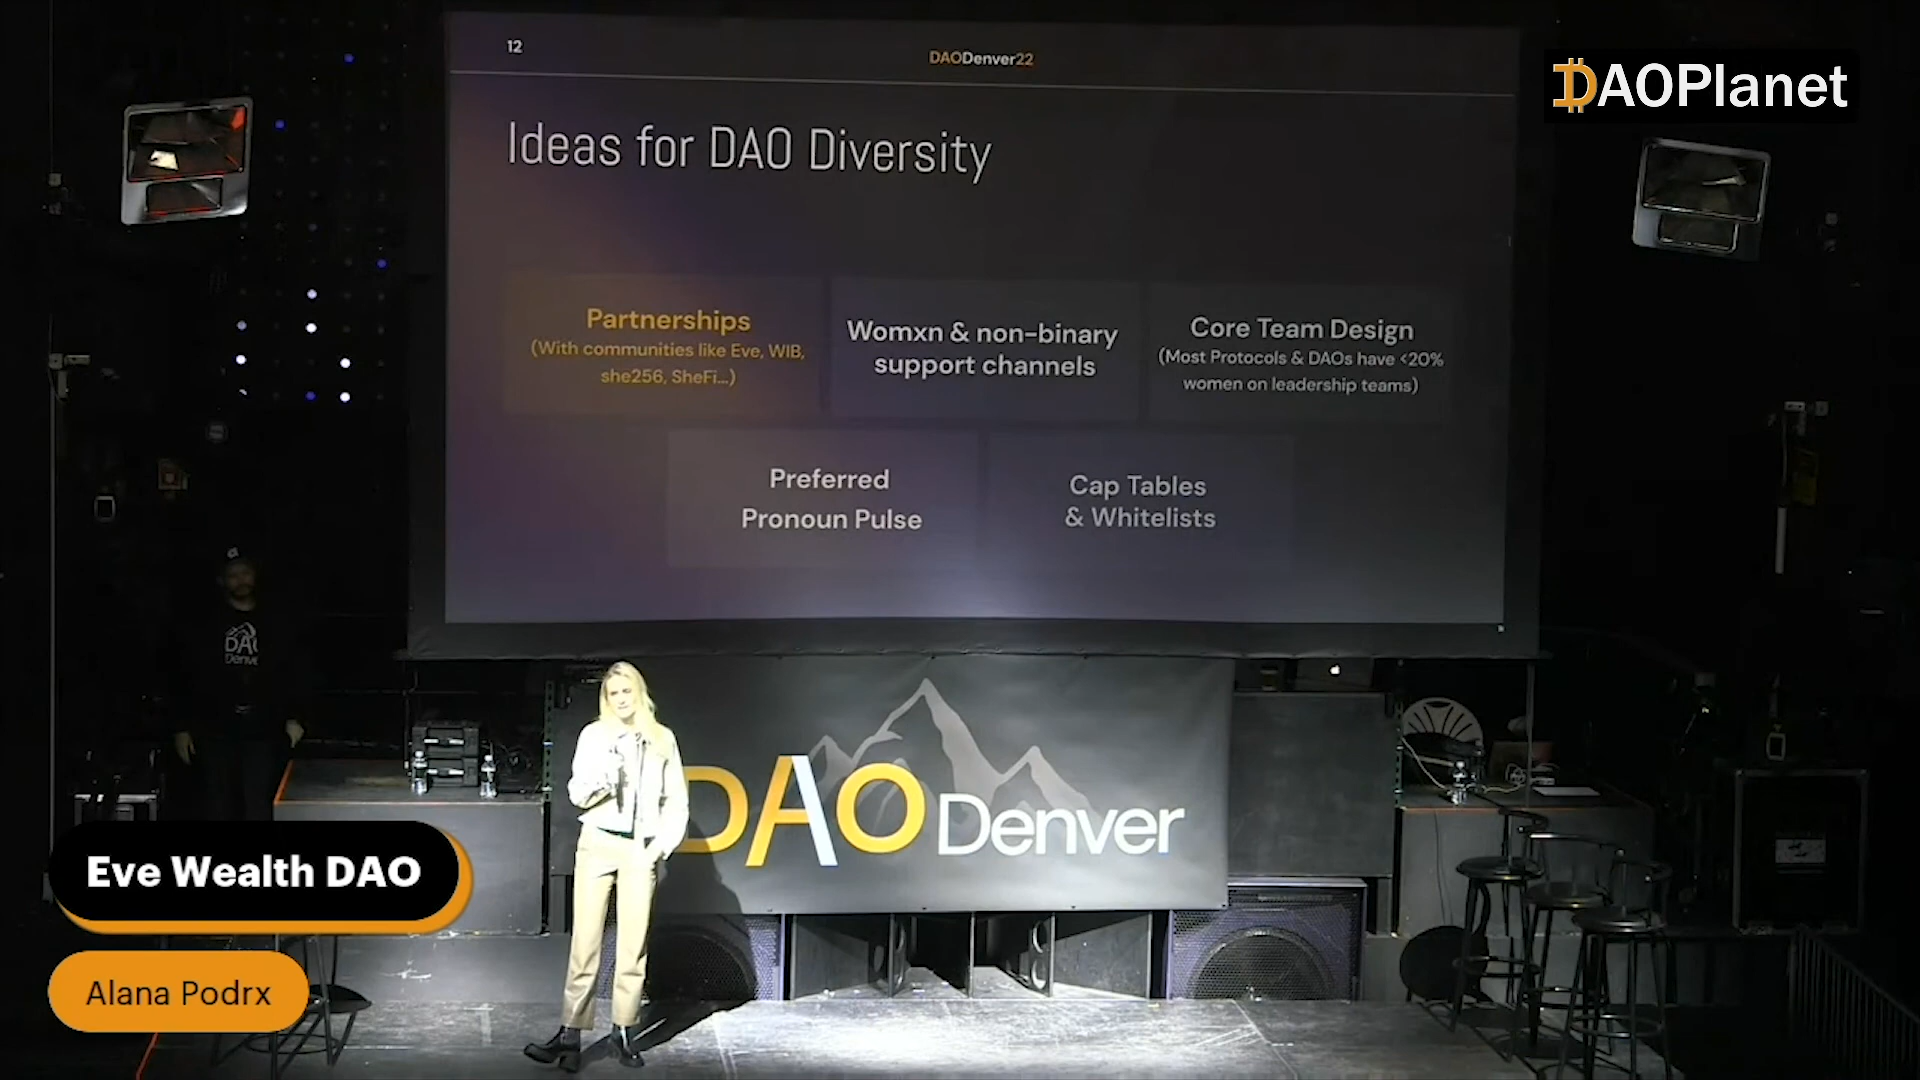 12
DAODenver22
DAOPlanet
Ideas for DAO Diversity
Partnerships
(With communities like Eve, WIB,
she256, SheFi...)
Womxn & non-binary
support channels
Core Team Design
(Most Protocols & DAOs have <20%
women on leadership teams)
Preferred
Pronoun Pulse
Cap Tables
& Whitelists
DAO
Denver
DAO Denver
Eve Wealth DAO
Alana Podrx